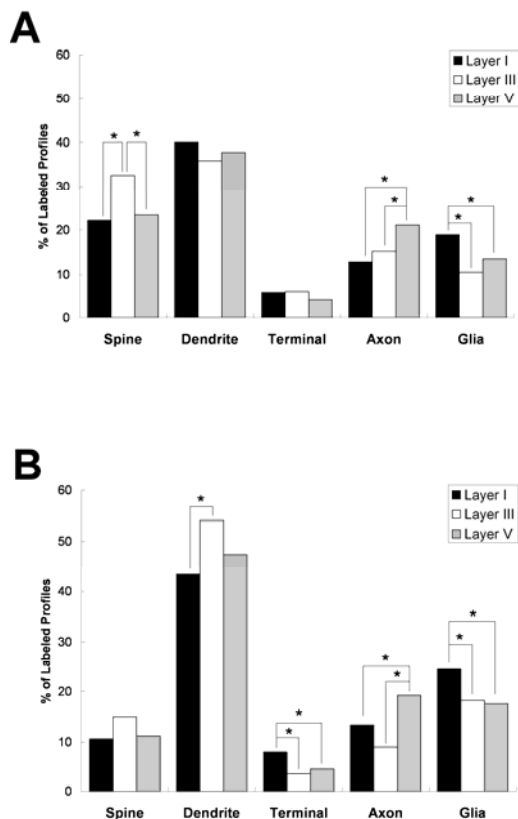 A
% of Labeled Profiles
60
50
40
30
20
10
0
Layer I
Layer III
Layer V
* *
*
*
*
*
Spine Dendrite Terminal Axon Glia
B
% of Labeled Profiles
60
50
40
30
20
10
0
Layer I
Layer III
Layer V
*
*
*
*
*
*
*
Spine Dendrite Terminal Axon Glia